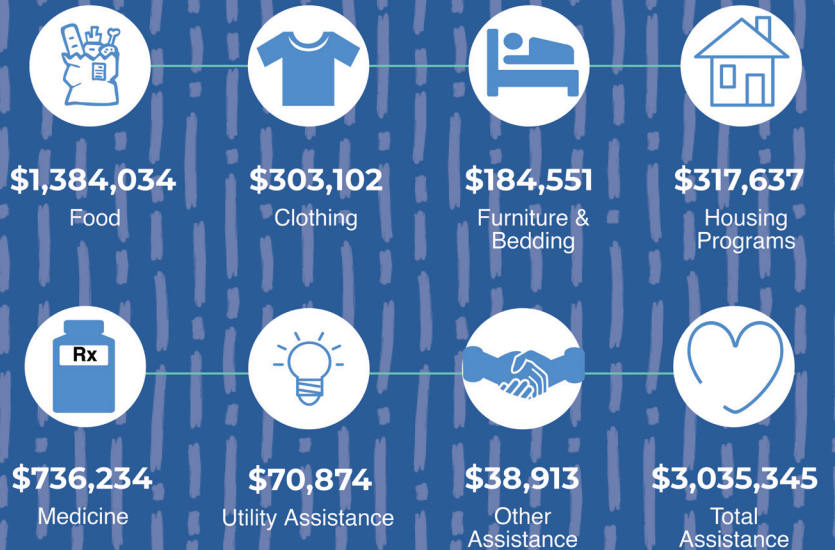 $1,384,034
Food
$303,102
Clothing
$184,551
Furniture &
Bedding
$317,637
Housing
Programs
Rx
$736,234
Medicine
$70,874
Utility Assistance
$38,913
Other
Assistance
$3,035,345
Total
Assistance